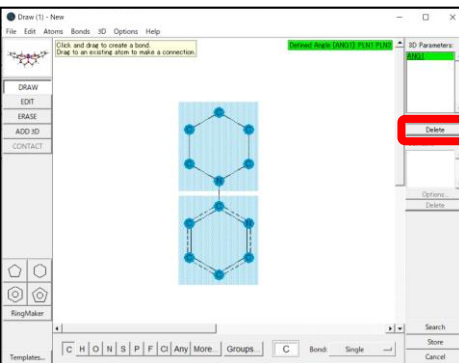 Draw (1) - New
File Edit Atoms Bonds 3D Options Help
Click and drag to create a bond.
Drag to an existing atom to make a connection.
Defined Angle (ANG1) PLN1 PLN2
3D Parameters:
ANG1
DRAW
EDIT
ERASE
ADD 3D
CONTACT
Delete
Options...
Delete
RingMaker
Templates...
C H O N S P F Cl Any More... Groups...
C
Bond: Single
Search
Store
Cancel